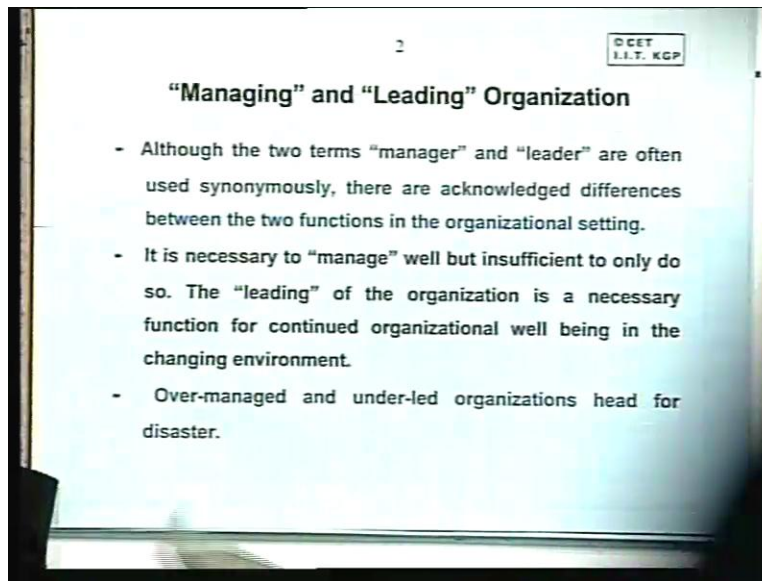 2
© CET
I.I.T. KGP
“Managing” and “Leading” Organization
- Although the two terms “manager” and “leader” are often
used synonymously, there are acknowledged differences
between the two functions in the organizational setting.
- It is necessary to “manage” well but insufficient to only do
so. The “leading” of the organization is a necessary
function for continued organizational well being in the
changing environment.
- Over-managed and under-led organizations head for
disaster.